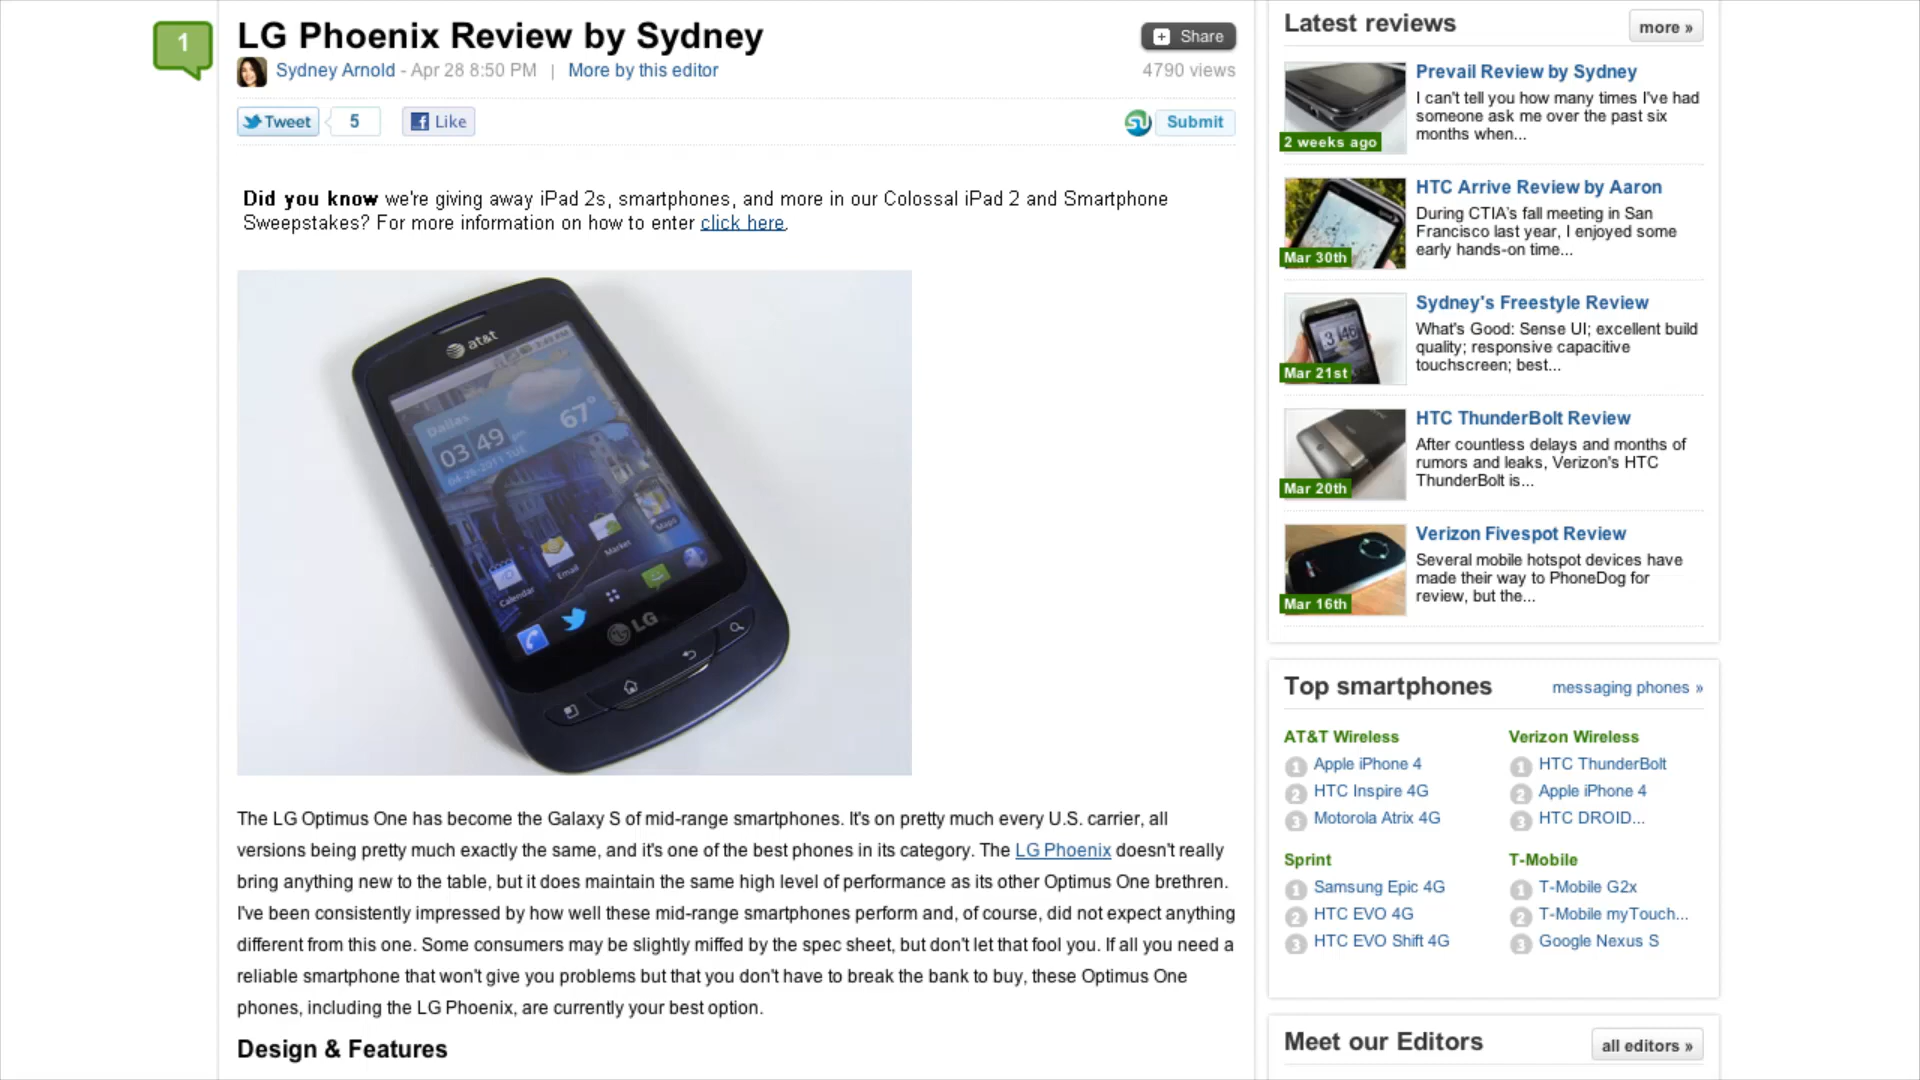 1
LG Phoenix Review by Sydney
Share
Sydney Arnold - Apr 28 8:50 PM | More by this editor
4790 views
Tweet 5 Like
Submit
Did you know we're giving away iPad 2s, smartphones, and more in our Colossal iPad 2 and Smartphone
Sweepstakes? For more information on how to enter click here.
at&t
Dallas
67°
03 49 pm
04-26-2011 TUE
Maps
Market
Email
Calendar
LG
The LG Optimus One has become the Galaxy S of mid-range smartphones. It's on pretty much every U.S. carrier, all
versions being pretty much exactly the same, and it's one of the best phones in its category. The LG Phoenix doesn't really
bring anything new to the table, but it does maintain the same high level of performance as its other Optimus One brethren.
I've been consistently impressed by how well these mid-range smartphones perform and, of course, did not expect anything
different from this one. Some consumers may be slightly miffed by the spec sheet, but don't let that fool you. If all you need a
reliable smartphone that won't give you problems but that you don't have to break the bank to buy, these Optimus One
phones, including the LG Phoenix, are currently your best option.
Design & Features
Latest reviews
more »
Prevail Review by Sydney
I can't tell you how many times I've had
someone ask me over the past six
months when...
2 weeks ago
HTC Arrive Review by Aaron
During CTIA's fall meeting in San
Francisco last year, I enjoyed some
early hands-on time...
Mar 30th
Sydney's Freestyle Review
What's Good: Sense UI; excellent build
quality; responsive capacitive
touchscreen; best...
3 46
Mar 21st
HTC ThunderBolt Review
After countless delays and months of
rumors and leaks, Verizon's HTC
ThunderBolt is...
Mar 20th
Verizon Fivespot Review
Several mobile hotspot devices have
made their way to PhoneDog for
review, but the...
Mar 16th
Top smartphones
messaging phones »
AT&T Wireless
1 Apple iPhone 4
2 HTC Inspire 4G
3 Motorola Atrix 4G
Verizon Wireless
1 HTC ThunderBolt
2 Apple iPhone 4
3 HTC DROID...
Sprint
1 Samsung Epic 4G
2 HTC EVO 4G
3 HTC EVO Shift 4G
T-Mobile
1 T-Mobile G2x
2 T-Mobile myTouch...
3 Google Nexus S
Meet our Editors
all editors »